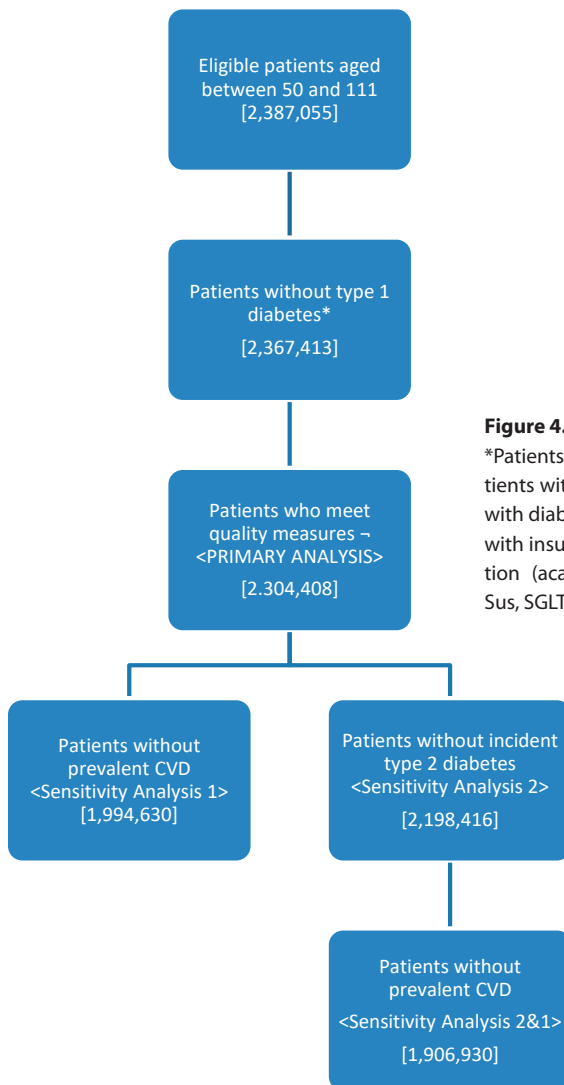 Eligible patients aged
between 50 and 111
[2,387,055]
Patients without type 1
diabetes*
[2,367,413]
Patients who meet
quality measures ¬
<PRIMARY ANALYSIS>
[2.304,408]
Patients without
prevalent CVD
<Sensitivity Analysis 1>
[1,994,630]
Patients without incident
type 2 diabetes
<Sensitivity Analysis 2>
[2,198,416]
Patients without
prevalent CVD
<Sensitivity Analysis 2&1>
[1,906,930]
Figure 4.
*Patients
tients wit
with diab
with insu
tion (aca
Sus, SGLT